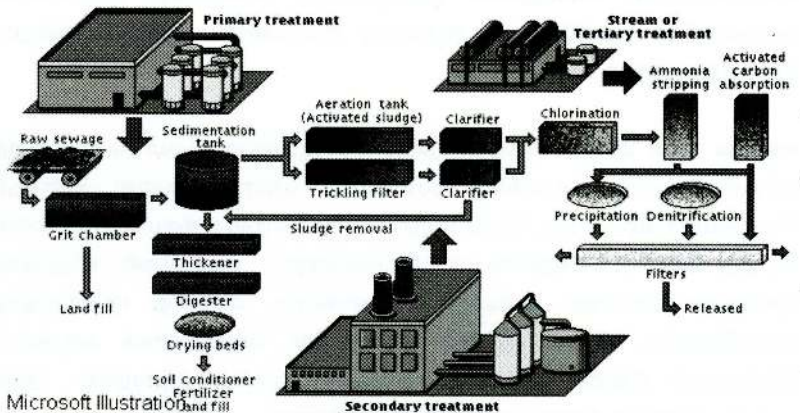 Primary treatment
Stream or
Tertiary treatment
Ammonia
stripping
Activated
carbon
absorption
Raw sewage
Sedimentation
tank
Aeration tank
(Activated sludge)
Clarifier
Chlorination
Trickling filter
Clarifier
Grit chamber
Sludge removal
Precipitation
Denitrification
Thickener
Filters
Land fill
Digester
Released
Drying beds
Soil conditioner
Fertilizer
Land fill
Microsoft Illustration
Secondary treatment